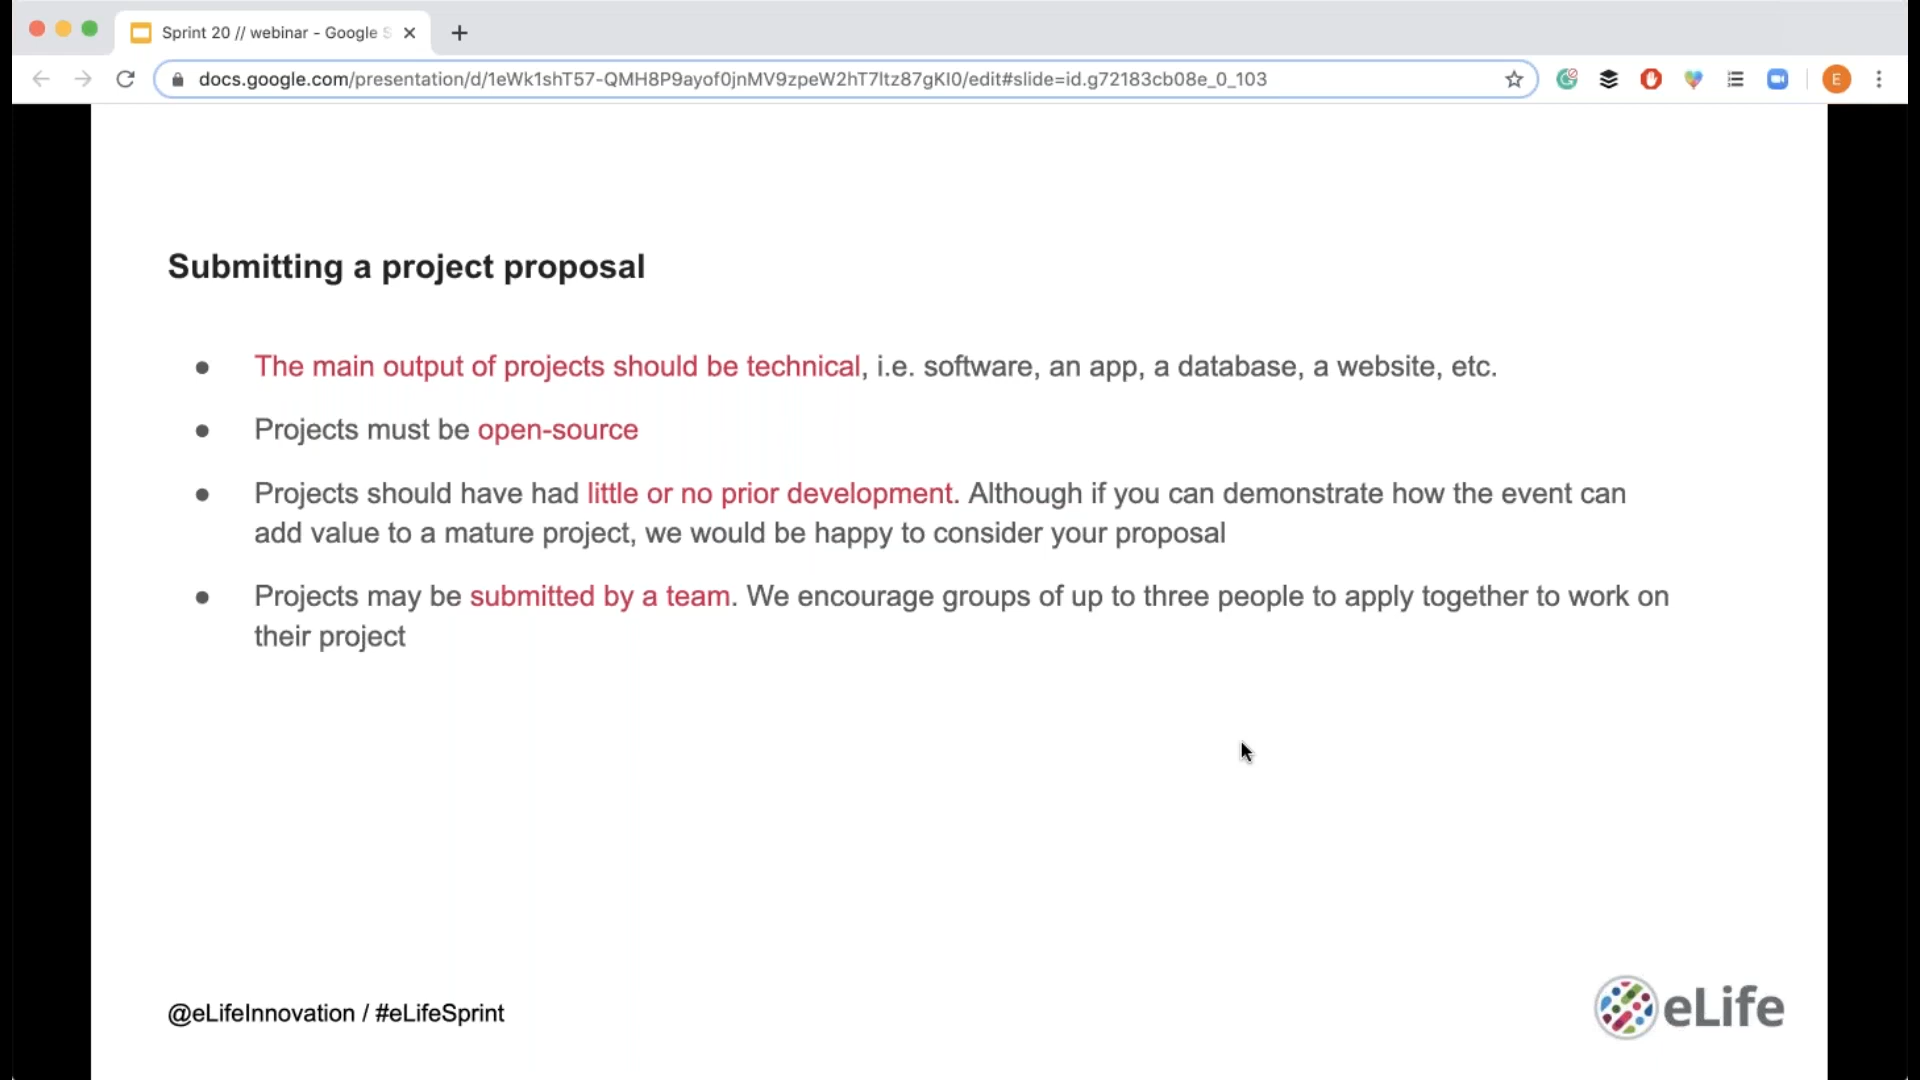 Sprint 20 // webinar - Google S
docs.google.com/presentation/d/1eWk1shT57-QMH8P9ayof0jnMV9zpeW2hT7ltz87gKI0/edit#slide=id.g72183cb08e_0_103
E
Submitting a project proposal
● The main output of projects should be technical, i.e. software, an app, a database, a website, etc.
● Projects must be open-source
● Projects should have had little or no prior development. Although if you can demonstrate how the event can
add value to a mature project, we would be happy to consider your proposal
● Projects may be submitted by a team. We encourage groups of up to three people to apply together to work on
their project
@eLifeInnovation / #eLifeSprint
eLife